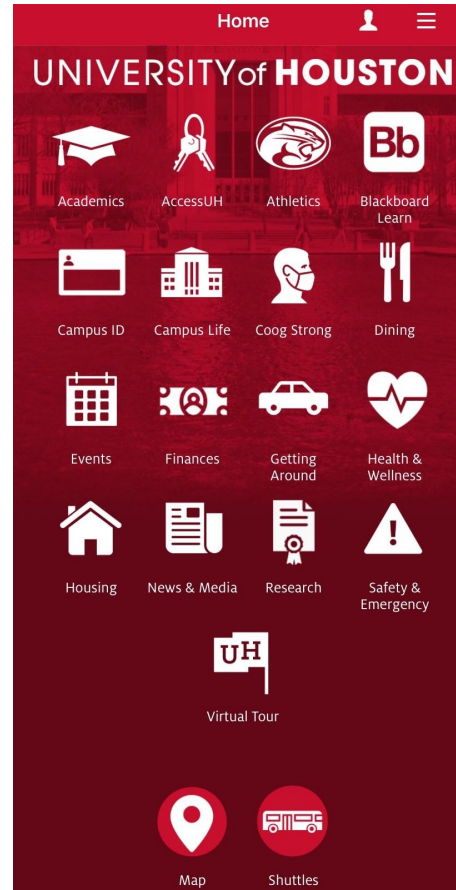 Home
UNIVERSITY of HOUSTON
Bb
Academics
AccessUH
Athletics
Blackboard
Learn
Campus ID
Campus Life
Coog Strong
Dining
Events
Finances
Getting
Around
Health &
Wellness
Housing
News & Media
Research
Safety &
Emergency
UH
Virtual Tour
Map
Shuttles